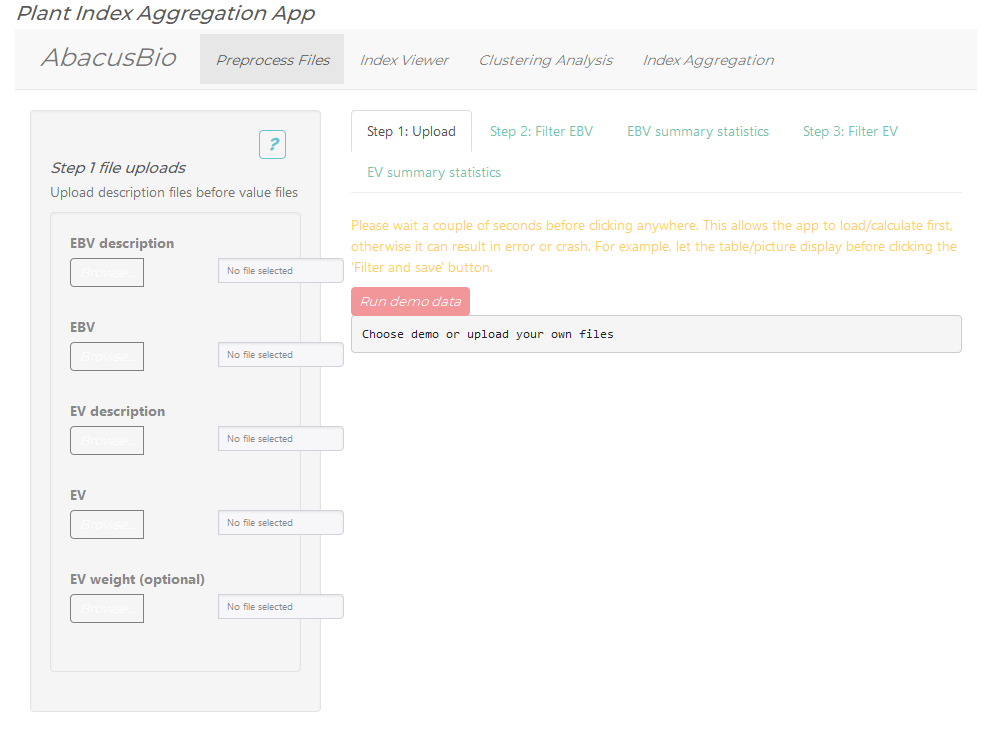 Plant Index Aggregation App
AbacusBio
Preprocess Files
Index Viewer
Clustering Analysis
Index Aggregation
?
Step 1 file uploads
Upload description files before value files
EBV description
Browse...
No file selected
EBV
Browse...
No file selected
EV description
Browse...
No file selected
EV
Browse...
No file selected
EV weight (optional)
Browse...
No file selected
Step 1: Upload
Step 2: Filter EBV
EBV summary statistics
Step 3: Filter EV
EV summary statistics
Please wait a couple of seconds before clicking anywhere. This allows the app to load/calculate first,
otherwise it can result in error or crash. For example, let the table/picture display before clicking the
'Filter and save' button.
Run demo data
Choose demo or upload your own files